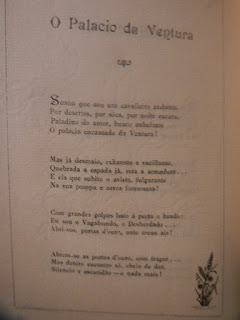 O Palacio da Ventura
Sonho que sou um cavalleiro andante.
Por desertos, por sóes, por noite escura,
Paladino do amor, busco anhelante
O palacio encantado da Ventura!
Mas já desmaio, exhausto e vacillante,
Quebrada a espada já, rota a armadura...
E eis que subito o avisto, fulgurante
Na sua pompa e aerea formosura!
Com grandes golpes bato á porta e brado:
Eu sou o Vagabundo, o Desherdado...
Abri-vos, portas d'ouro, ante meus ais!
Abrem-se as portas d'ouro, com fragor...
Mas dentro encontro só, cheio de dor,
Silencio e escuridão—e nada mais!